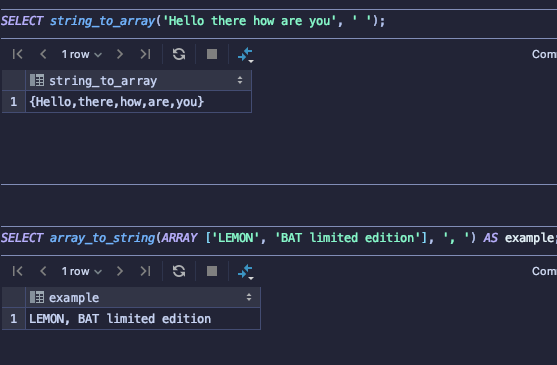 SELECT string_to_array('Hello there how are you', ' ');
1 row
Com
string_to_array
1 {Hello,there,how,are,you}
SELECT array_to_string(ARRAY ['LEMON', 'BAT limited edition'], ', ') AS example;
1 row
Com
example
1 LEMON, BAT limited edition